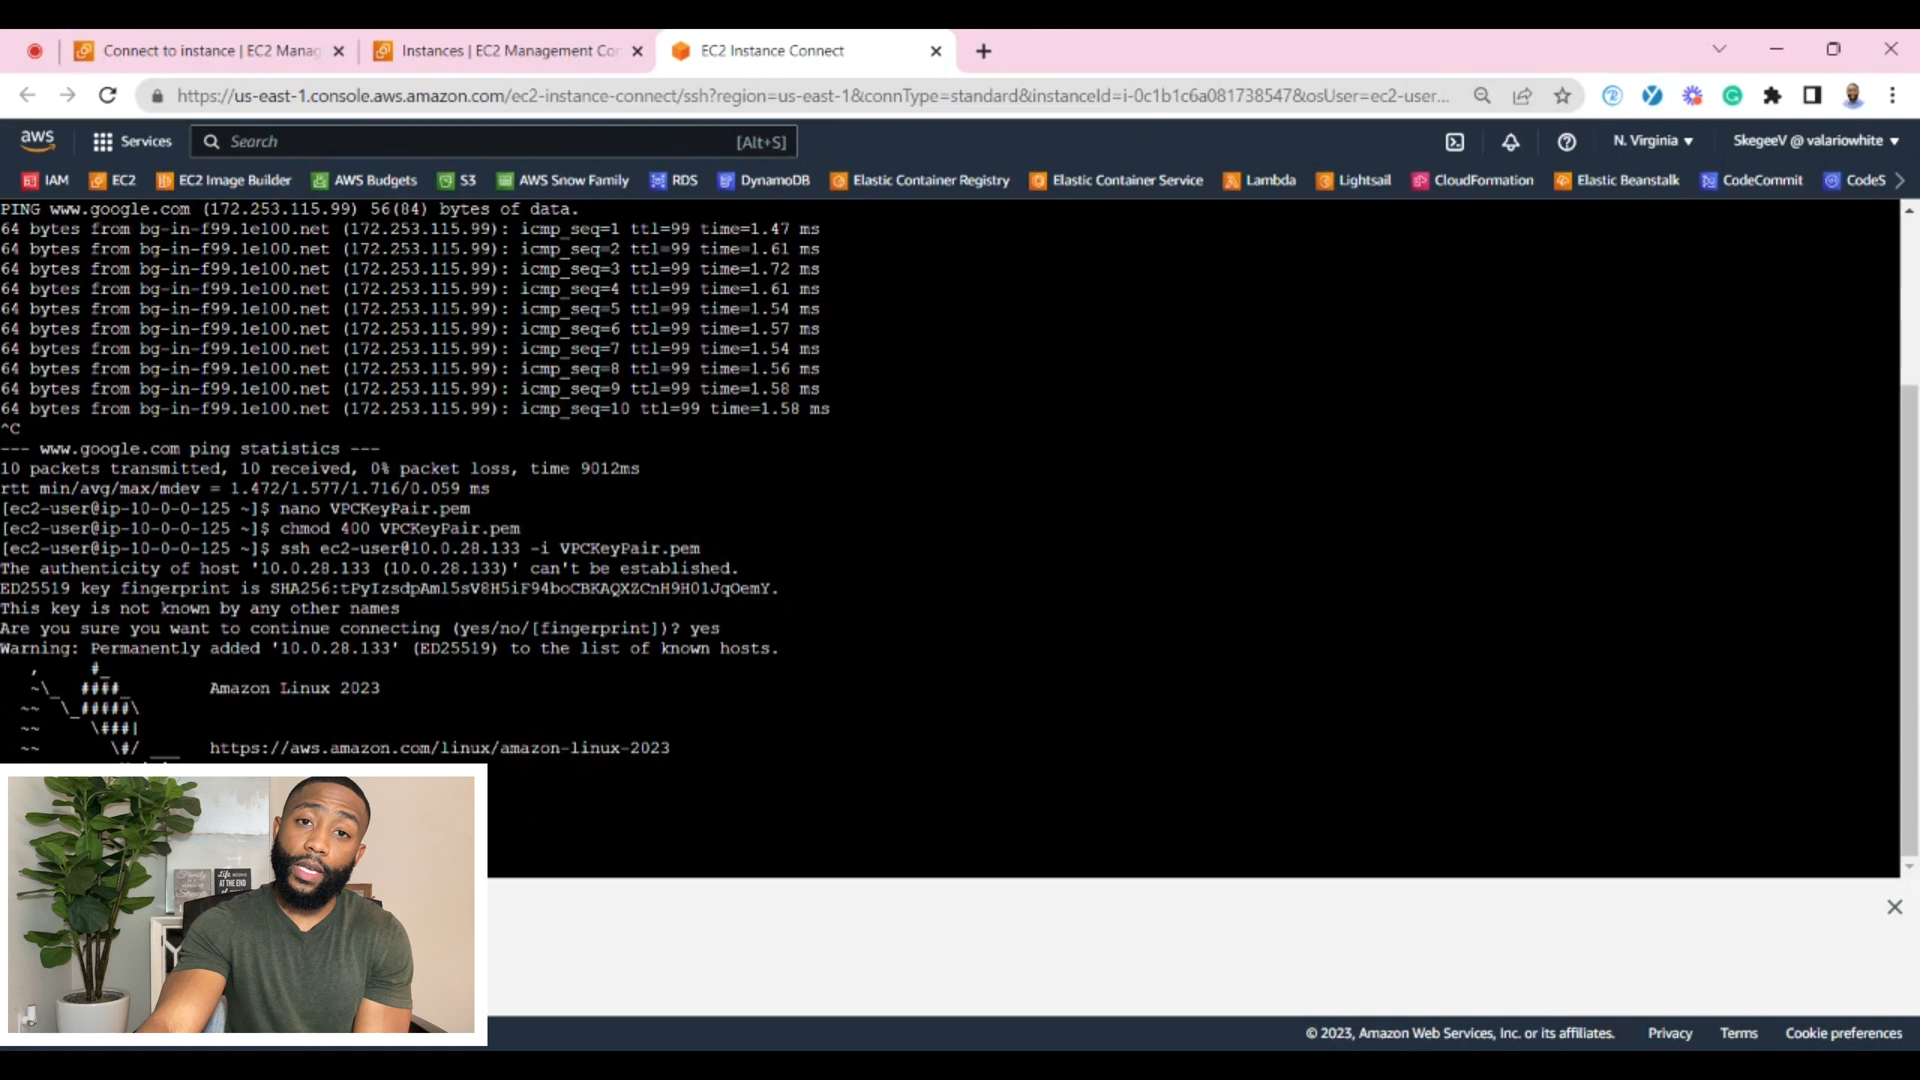 Connect to instance | EC2 Manag
Instances | EC2 Management Co
EC2 Instance Connect
https://us-east-1.console.aws.amazon.com/ec2-instance-connect/ssh?region=us-east-1&connType=standard&instanceId=i-0c1b1c6a081738547&osUser=ec2-user...
aws
Services
Search
[Alt+S]
N. Virginia
SkegeeV @ valariowhite
IAM
EC2
EC2 Image Builder
AWS Budgets
S3
AWS Snow Family
RDS
DynamoDB
Elastic Container Registry
Elastic Container Service
Lambda
Lightsail
CloudFormation
Elastic Beanstalk
CodeCommit
CodeS
PING www.google.com (172.253.115.99) 56(84) bytes of data.
64 bytes from bg-in-f99.1e100.net (172.253.115.99): icmp_seq=1 ttl=99 time=1.47 ms
64 bytes from bg-in-f99.1e100.net (172.253.115.99): icmp_seq=2 ttl=99 time=1.61 ms
64 bytes from bg-in-f99.1e100.net (172.253.115.99): icmp_seq=3 ttl=99 time=1.72 ms
64 bytes from bg-in-f99.1e100.net (172.253.115.99): icmp_seq=4 ttl=99 time=1.61 ms
64 bytes from bg-in-f99.1e100.net (172.253.115.99): icmp_seq=5 ttl=99 time=1.54 ms
64 bytes from bg-in-f99.1e100.net (172.253.115.99): icmp_seq=6 ttl=99 time=1.57 ms
64 bytes from bg-in-f99.1e100.net (172.253.115.99): icmp_seq=7 ttl=99 time=1.54 ms
64 bytes from bg-in-f99.1e100.net (172.253.115.99): icmp_seq=8 ttl=99 time=1.56 ms
64 bytes from bg-in-f99.1e100.net (172.253.115.99): icmp_seq=9 ttl=99 time=1.58 ms
64 bytes from bg-in-f99.1e100.net (172.253.115.99): icmp_seq=10 ttl=99 time=1.58 ms
^C
--- www.google.com ping statistics ---
10 packets transmitted, 10 received, 0% packet loss, time 9012ms
rtt min/avg/max/mdev = 1.472/1.577/1.716/0.059 ms
[ec2-user@ip-10-0-0-125 ~]$ nano VPCKeyPair.pem
[ec2-user@ip-10-0-0-125 ~]$ chmod 400 VPCKeyPair.pem
[ec2-user@ip-10-0-0-125 ~]$ ssh ec2-user@10.0.28.133 -i VPCKeyPair.pem
The authenticity of host '10.0.28.133 (10.0.28.133)' can't be established.
ED25519 key fingerprint is SHA256:tPyIzsdpAml5sV8H5iF94boCBKAQXZCnH9H01JqOemY.
This key is not known by any other names
Are you sure you want to continue connecting (yes/no/[fingerprint])? yes
Warning: Permanently added '10.0.28.133' (ED25519) to the list of known hosts.
   ,     #_
   ~\_  ####_        Amazon Linux 2023
  ~~  \_#####\
  ~~     \###|
  ~~       \#/ ___   https://aws.amazon.com/linux/amazon-linux-2023
Family
Life
AT THE END
© 2023, Amazon Web Services, Inc. or its affiliates.
Privacy
Terms
Cookie preferences